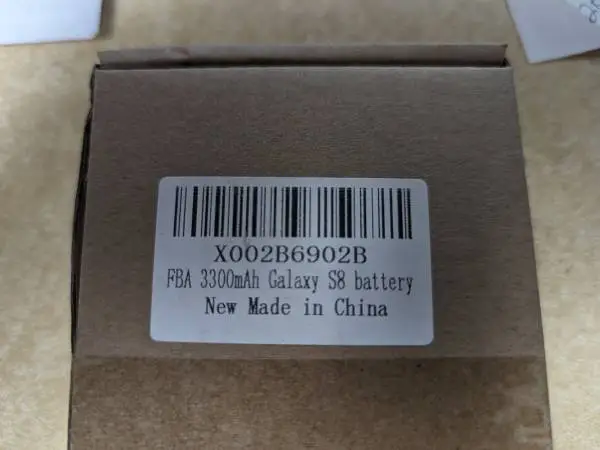 X002B6902B
FBA 3300mAh Galaxy S8 battery
New Made in China